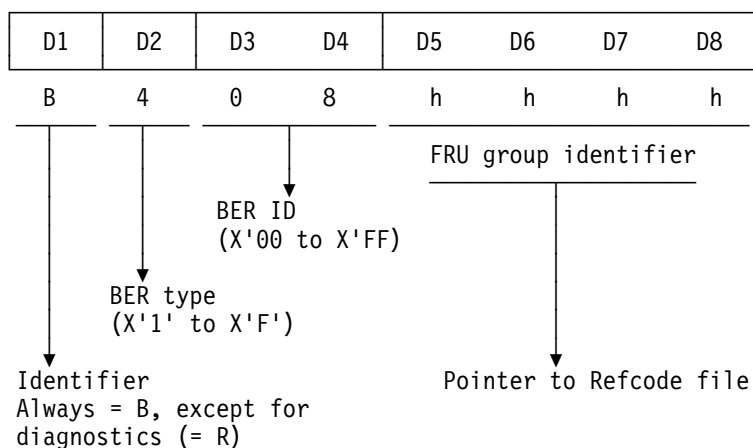 D1 D2 D3 D4 D5 D6 D7 D8
B 4 0 8 h h h h
FRU group identifier
BER ID
(X'00 to X'FF)
BER type
(X'1' to X'F')
Identifier
Always = B, except for
diagnostics (= R)
Pointer to Refcode file